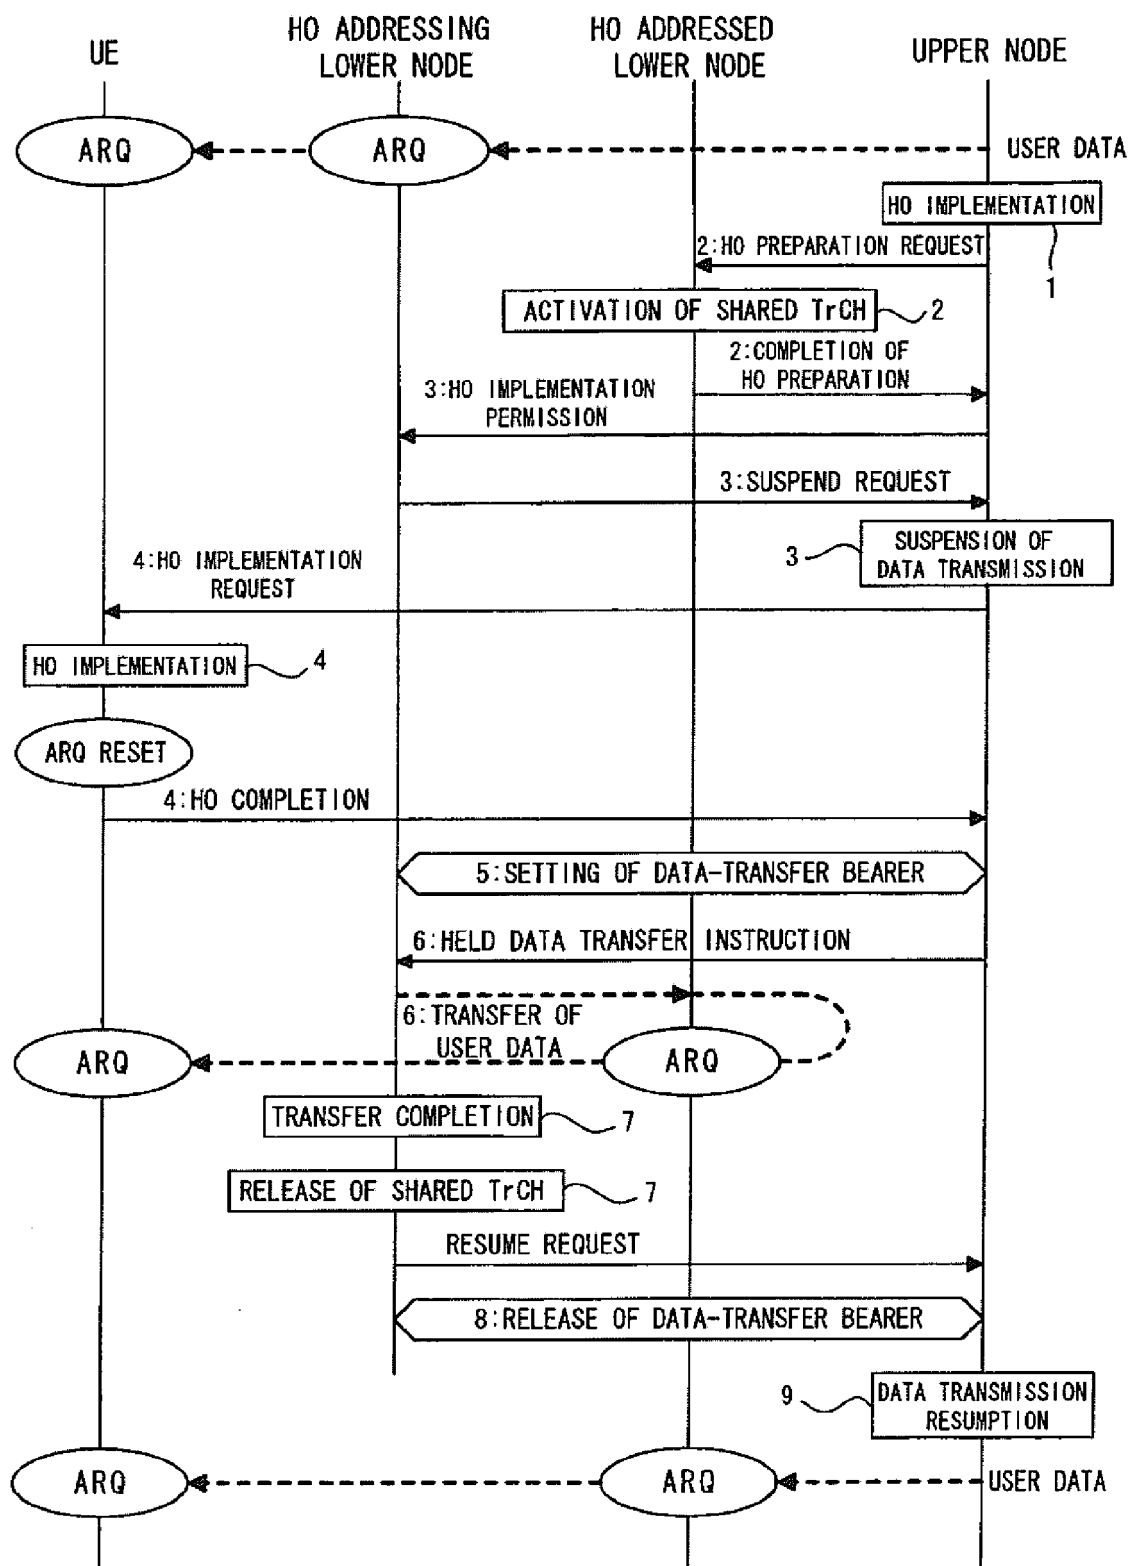 UE
HO ADDRESSING
LOWER NODE
HO ADDRESSED
LOWER NODE
UPPER NODE
ARQ
ARQ
USER DATA
HO IMPLEMENTATION
1
2:HO PREPARATION REQUEST
ACTIVATION OF SHARED TrCH
2
2:COMPLETION OF
HO PREPARATION
3:HO IMPLEMENTATION
PERMISSION
3:SUSPEND REQUEST
3
SUSPENSION OF
DATA TRANSMISSION
4:HO IMPLEMENTATION
REQUEST
HO IMPLEMENTATION
4
ARQ RESET
4:HO COMPLETION
5:SETTING OF DATA-TRANSFER BEARER
6:HELD DATA TRANSFER INSTRUCTION
6:TRANSFER OF
USER DATA
ARQ
ARQ
TRANSFER COMPLETION
7
RELEASE OF SHARED TrCH
7
RESUME REQUEST
8:RELEASE OF DATA-TRANSFER BEARER
9
DATA TRANSMISSION
RESUMPTION
ARQ
ARQ
USER DATA